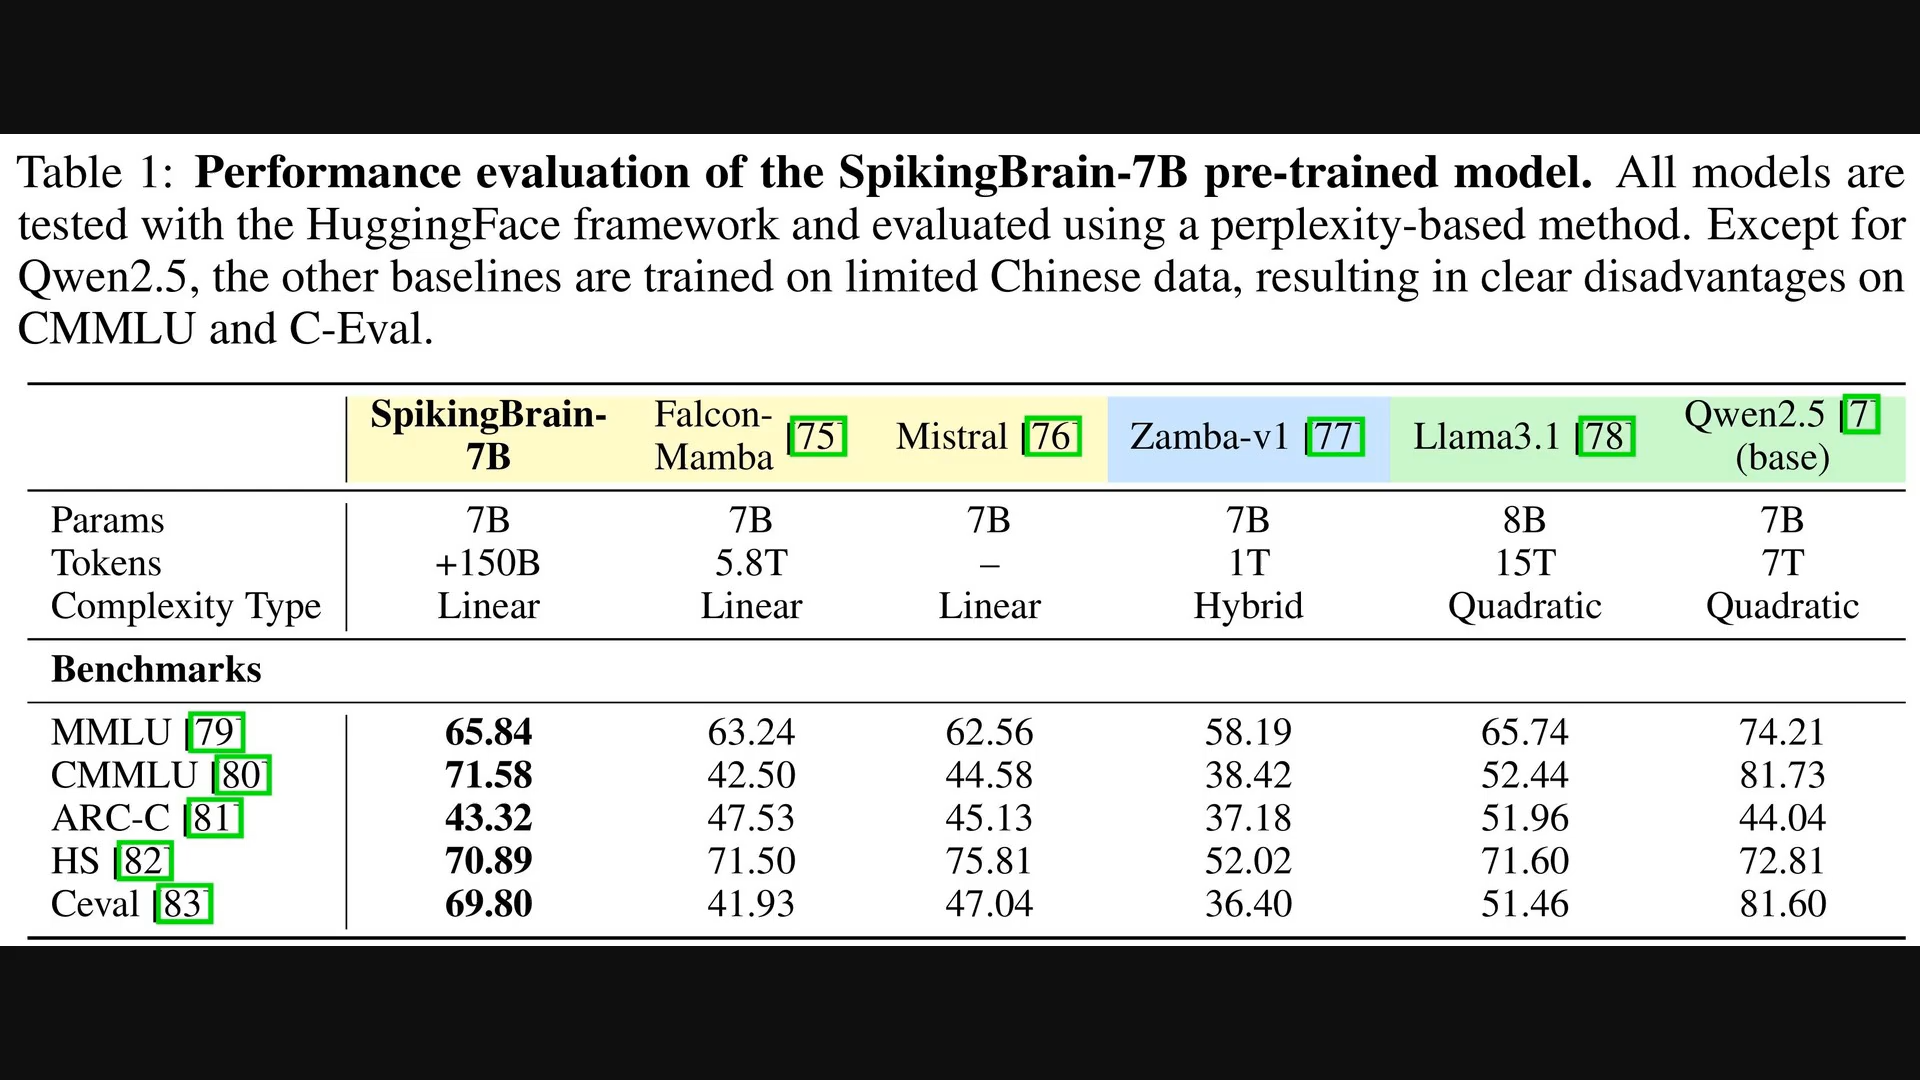 Table 1: Performance evaluation of the SpikingBrain-7B pre-trained model. All models are
tested with the HuggingFace framework and evaluated using a perplexity-based method. Except for
Qwen2.5, the other baselines are trained on limited Chinese data, resulting in clear disadvantages on
CMMLU and C-Eval.
SpikingBrain-7B Falcon-Mamba [75] Mistral [76] Zamba-v1 [77] Llama3.1 [78] Qwen2.5 [7] (base)
Params 7B 7B 7B 7B 8B 7B
Tokens +150B 5.8T – 1T 15T 7T
Complexity Type Linear Linear Linear Hybrid Quadratic Quadratic
Benchmarks
MMLU [79] 65.84 63.24 62.56 58.19 65.74 74.21
CMMLU [80] 71.58 42.50 44.58 38.42 52.44 81.73
ARC-C [81] 43.32 47.53 45.13 37.18 51.96 44.04
HS [82] 70.89 71.50 75.81 52.02 71.60 72.81
Ceval [83] 69.80 41.93 47.04 36.40 51.46 81.60